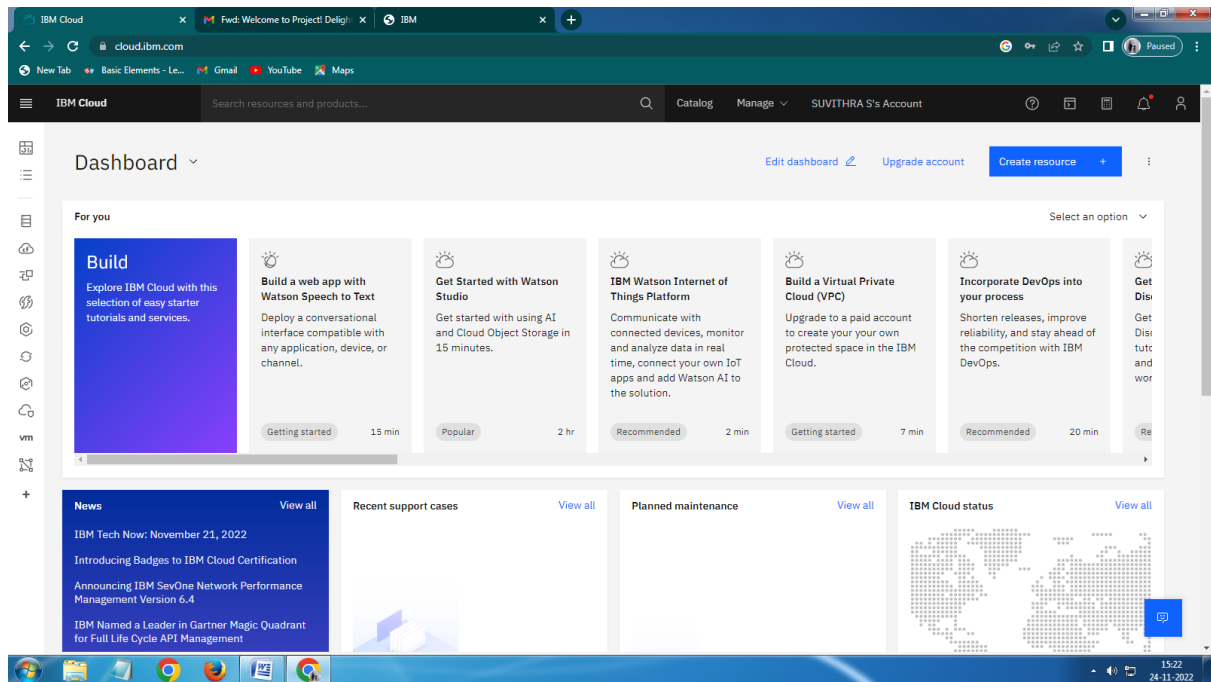 IBM Cloud
Fwd: Welcome to Project! Delight
IBM
cloud.ibm.com
Paused
New Tab
Basic Elements - Le...
Gmail
YouTube
Maps
IBM Cloud
Search resources and products...
Catalog
Manage
SUVITHRA S's Account
Dashboard
Edit dashboard
Upgrade account
Create resource +
For you
Select an option
Build
Explore IBM Cloud with this
selection of easy starter
tutorials and services.
Build a web app with
Watson Speech to Text
Deploy a conversational
interface compatible with
any application, device, or
channel.
Getting started
15 min
Get Started with Watson
Studio
Get started with using AI
and Cloud Object Storage in
15 minutes.
Popular
2 hr
IBM Watson Internet of
Things Platform
Communicate with
connected devices, monitor
and analyze data in real
time, connect your own IoT
apps and add Watson AI to
the solution.
Recommended
2 min
Build a Virtual Private
Cloud (VPC)
Upgrade to a paid account
to create your your own
protected space in the IBM
Cloud.
Getting started
7 min
Incorporate DevOps into
your process
Shorten releases, improve
reliability, and stay ahead of
the competition with IBM
DevOps.
Recommended
20 min
Get
Dis
Get
Disc
tuto
and
wor
Re
vm
News
View all
IBM Tech Now: November 21, 2022
Introducing Badges to IBM Cloud Certification
Announcing IBM SevOne Network Performance
Management Version 6.4
IBM Named a Leader in Gartner Magic Quadrant
for Full Life Cycle API Management
Recent support cases
View all
Planned maintenance
View all
IBM Cloud status
View all
15:22
24-11-2022